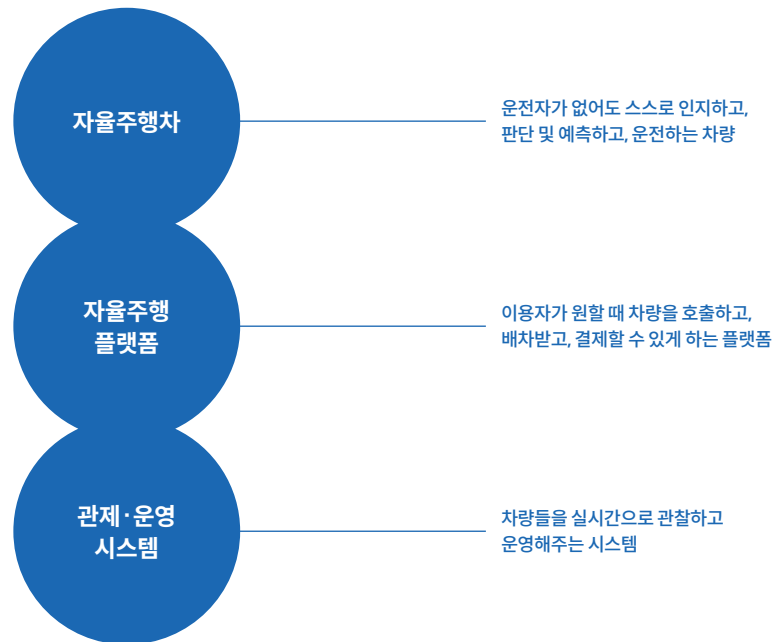 자율주행차
운전자가 없어도 스스로 인지하고,
판단 및 예측하고, 운전하는 차량
자율주행
플랫폼
이용자가 원할 때 차량을 호출하고,
배차받고, 결제할 수 있게 하는 플랫폼
관제·운영
시스템
차량들을 실시간으로 관찰하고
운영해주는 시스템